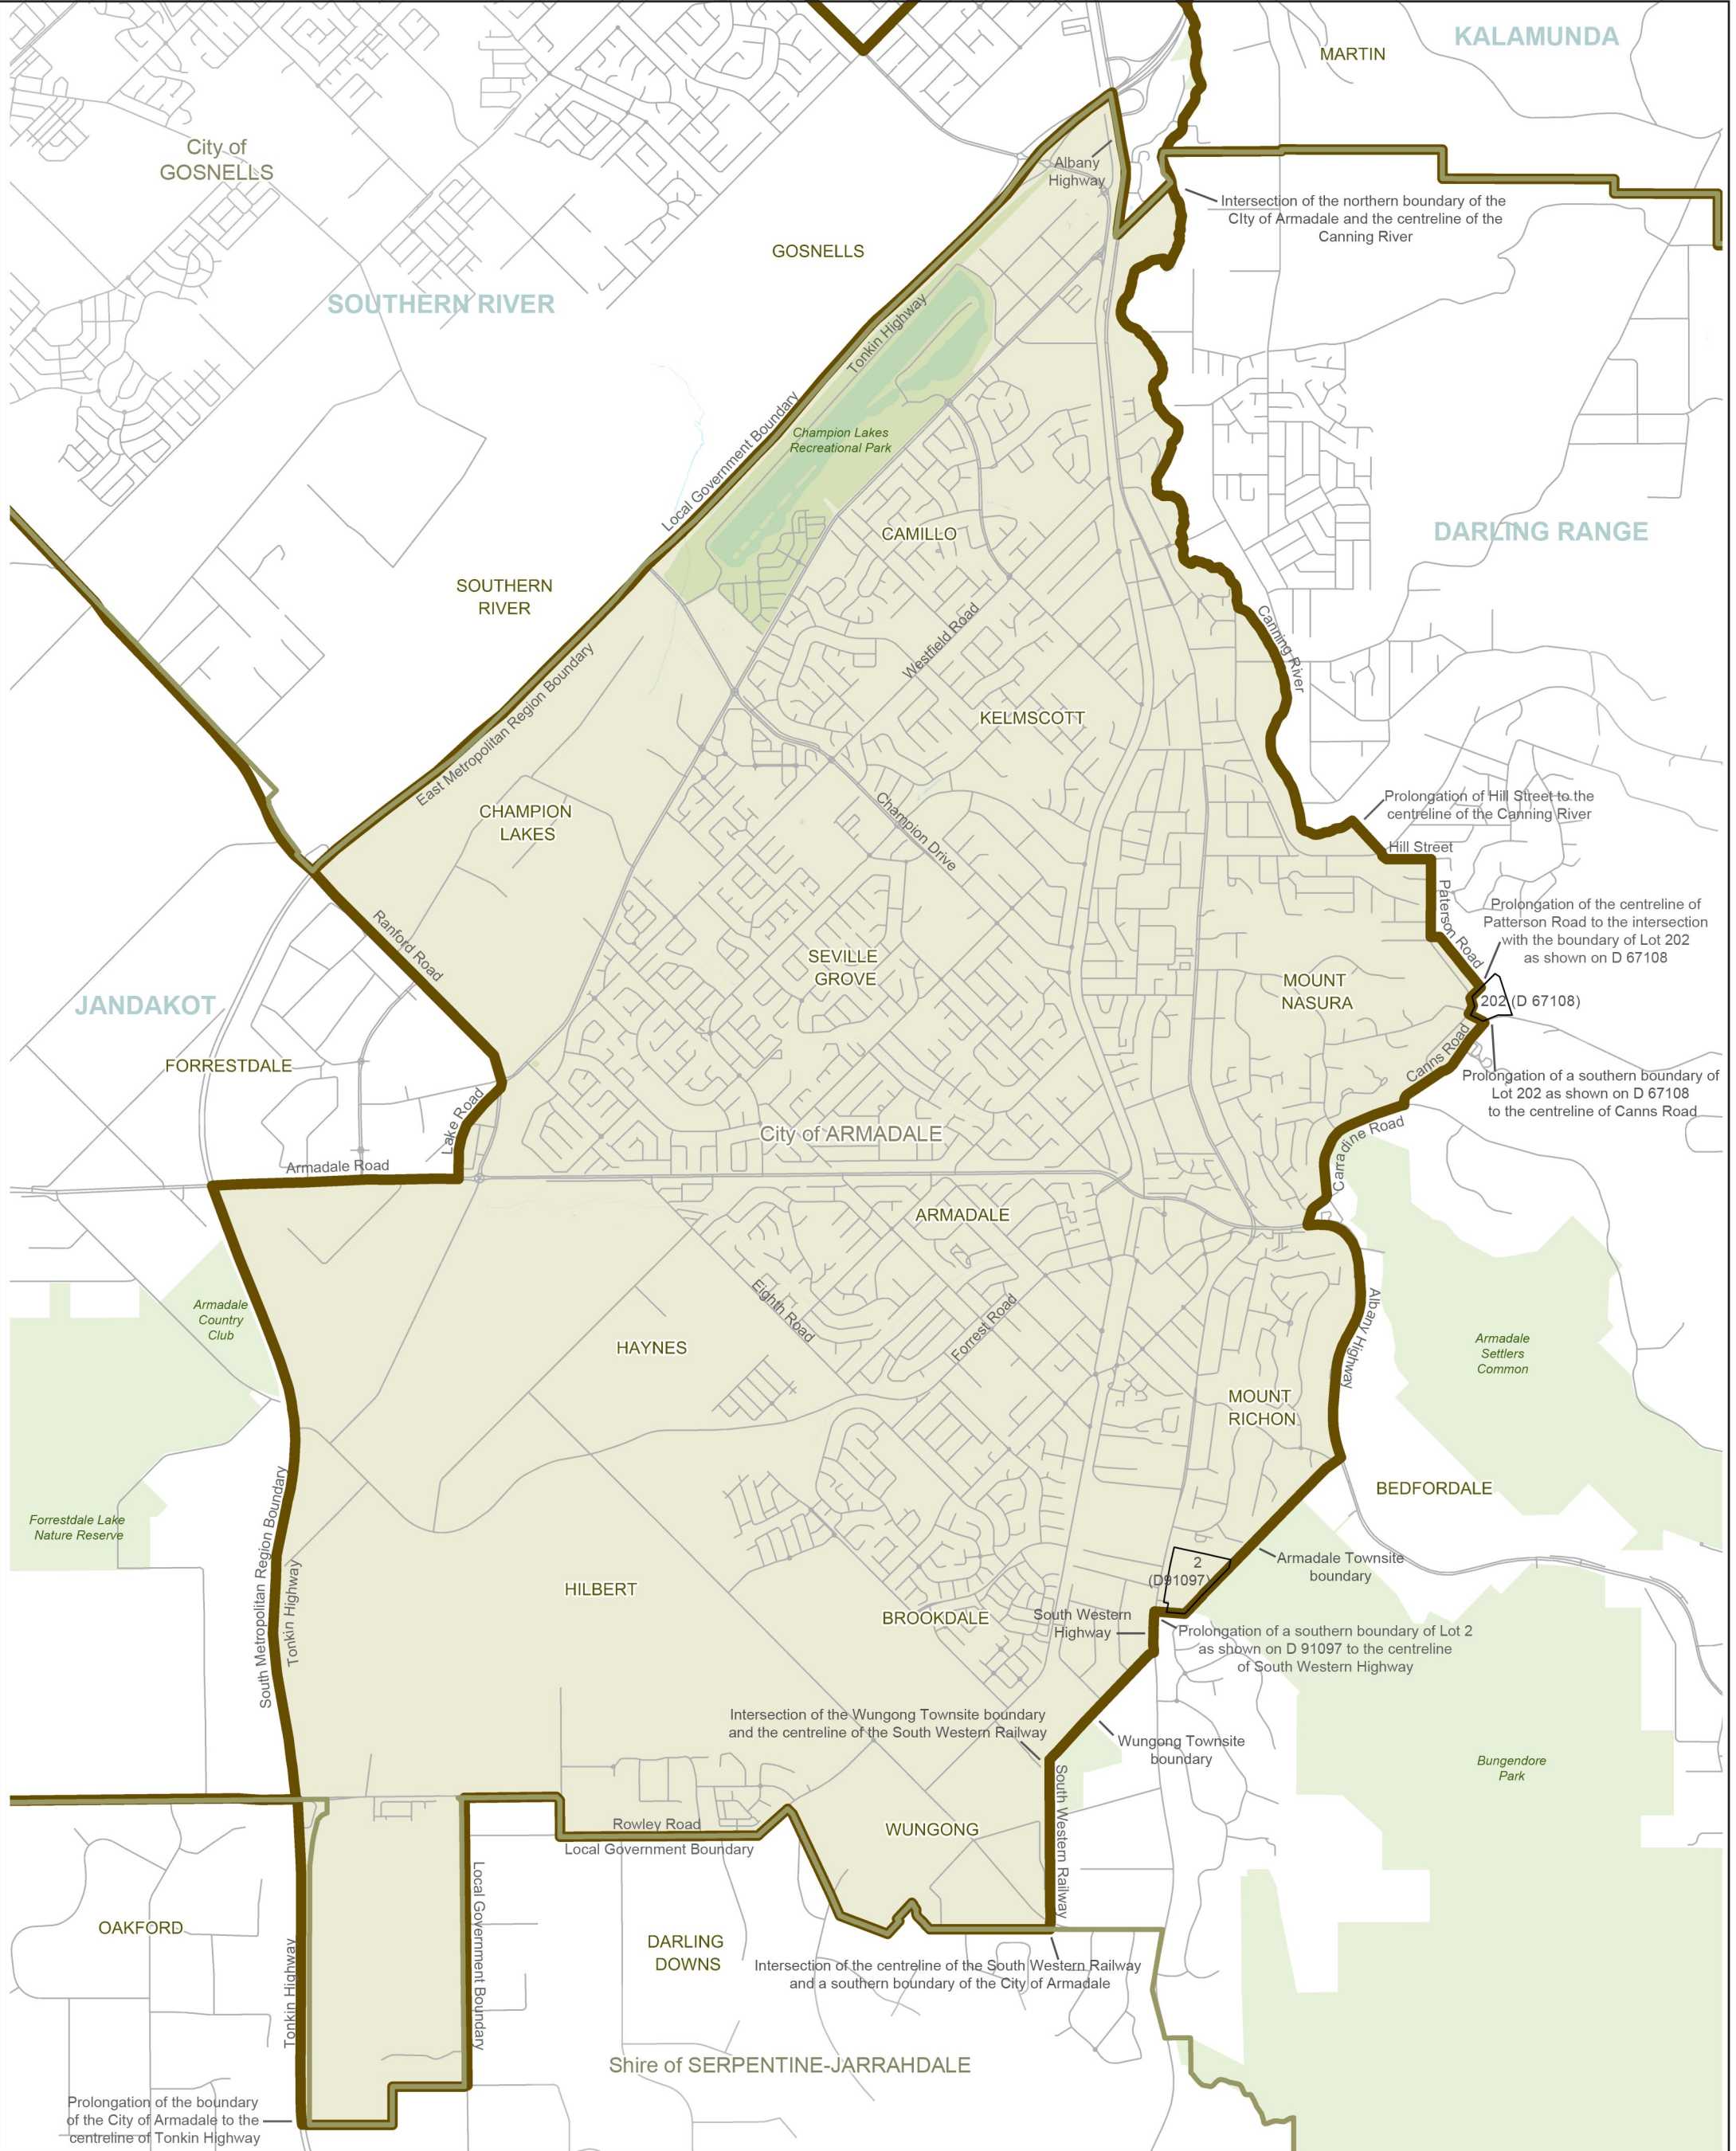 KALAMUNDA
MARTIN
City of
GOSNELLS
Albany
Highway
Intersection of the northern boundary of the
CIty of Armadale and the centreline of the
Canning River
GOSNELLS
SOUTHERN RIVER
Tonkin Highway
Local Government Boundary
Champion Lakes
Recreational Park
CAMILLO
DARLING RANGE
SOUTHERN
RIVER
Westfield Road
Canning River
East Metropolitan Region Boundary
KELMSCOTT
CHAMPION
LAKES
Champion Drive
Prolongation of Hill Street to the
centreline of the Canning River
Hill Street
Paterson Road
Prolongation of the centreline of
Patterson Road to the intersection
with the boundary of Lot 202
as shown on D 67108
Ranford Road
SEVILLE
GROVE
MOUNT
NASURA
202 (D 67108)
JANDAKOT
FORRESTDALE
Canns Road
Prolongation of a southern boundary of
Lot 202 as shown on D 67108
to the centreline of Canns Road
Lake Road
City of ARMADALE
Carradine Road
Armadale Road
ARMADALE
Armadale
Country
Club
Eighth Road
Forrest Road
Albany Highway
HAYNES
Armadale
Settlers
Common
MOUNT
RICHON
BEDFORDALE
Forrestdale Lake
Nature Reserve
South Metropolitan Region Boundary
Tonkin Highway
HILBERT
2
(D91097)
Armadale Townsite
boundary
BROOKDALE
South Western
Highway
Prolongation of a southern boundary of Lot 2
as shown on D 91097 to the centreline
of South Western Highway
Intersection of the Wungong Townsite boundary
and the centreline of the South Western Railway
Wungong Townsite
boundary
Bungendore
Park
South Western Railway
Rowley Road
Local Government Boundary
WUNGONG
Local Government Boundary
OAKFORD
Tonkin Highway
DARLING
DOWNS
Intersection of the centreline of the South Western Railway
and a southern boundary of the City of Armadale
Shire of SERPENTINE-JARRAHDALE
Prolongation of the boundary
of the City of Armadale to the
centreline of Tonkin Highway